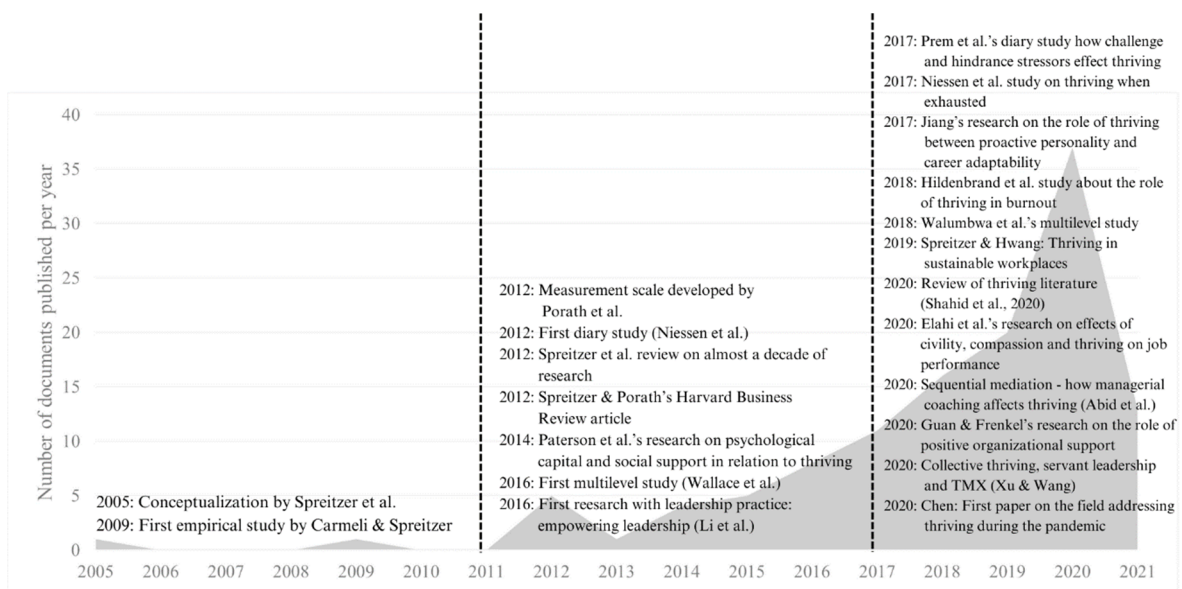 Number of documents published per year
40
35
30
25
20
15
10
5
0
2005: Conceptualization by Spreitzer et al.
2009: First empirical study by Carmeli & Spreitzer
2012: Measurement scale developed by
Porath et al.
2012: First diary study (Niessen et al.)
2012: Spreitzer et al. review on almost a decade of
research
2012: Spreitzer & Porath's Harvard Business
Review article
2014: Paterson et al.'s research on psychological
capital and social support in relation to thriving
2016: First multilevel study (Wallace et al.)
2016: First reesarch with leadership practice:
empowering leadership (Li et al.)
2017: Prem et al.'s diary study how challenge
and hindrance stressors effect thriving
2017: Niessen et al. study on thriving when
exhausted
2017: Jiang's research on the role of thriving
between proactive personality and
career adaptability
2018: Hildenbrand et al. study about the role
of thriving in burnout
2018: Walumbwa et al.'s multilevel study
2019: Spreitzer & Hwang: Thriving in
sustainable workplaces
2020: Review of thriving literature
(Shahid et al., 2020)
2020: Elahi et al.'s research on effects of
civility, compassion and thriving on job
performance
2020: Sequential mediation - how managerial
coaching affects thriving (Abid et al.)
2020: Guan & Frenkel's research on the role of
positive organizational support
2020: Collective thriving, servant leadership
and TMX (Xu & Wang)
2020: Chen: First paper on the field addressing
thriving during the pandemic
2005 2006 2007 2008 2009 2010 2011 2012 2013 2014 2015 2016 2017 2018 2019 2020 2021